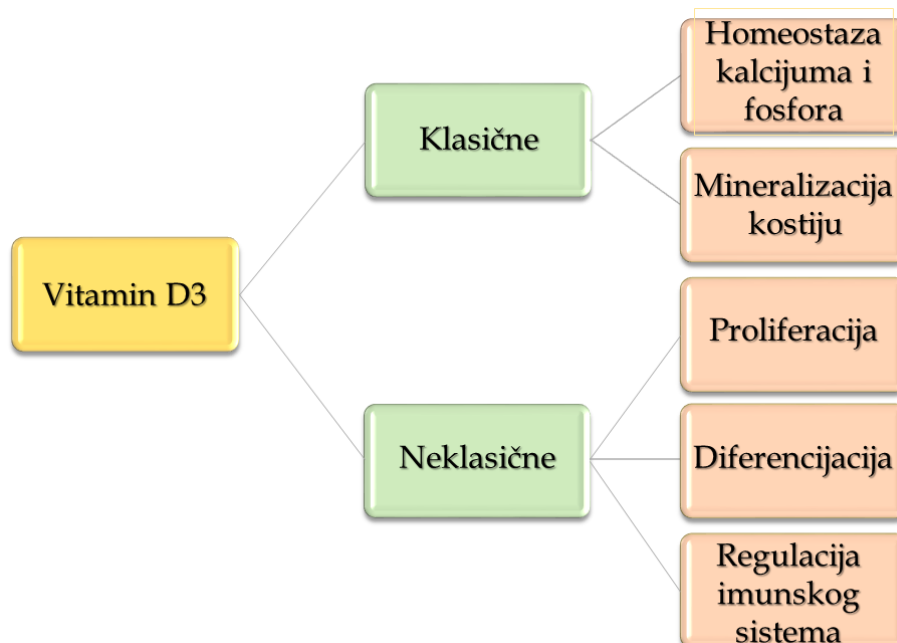 Vitamin D3
Klasične
Homeostaza
kalcijuma i
fosfora
Mineralizacija
kostiju
Neklasične
Proliferacija
Diferencijacija
Regulacija
imunskog
sistema